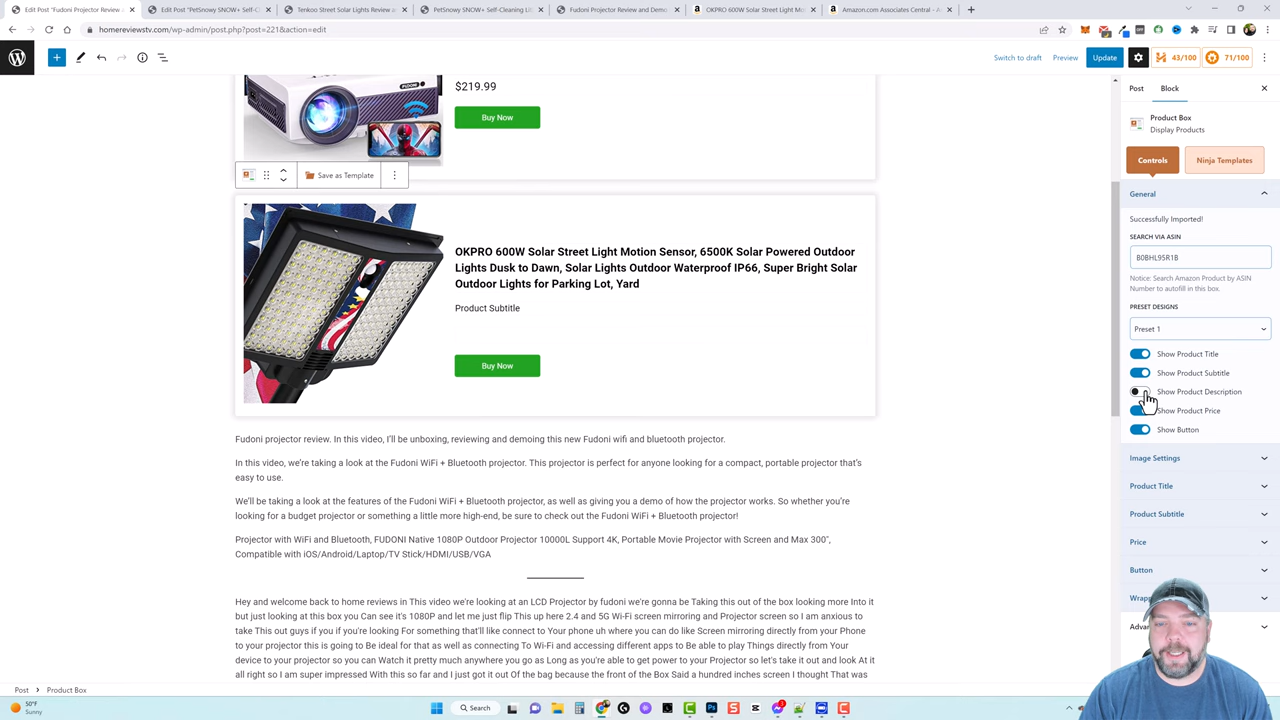 Edit Post "Fudoni Projector Review
Edit Post "PetSnowy SNOW+ Self-C
Tenkoo Street Solar Lights Review a
PetSnowy SNOW+ Self-Cleaning Li
Fudoni Projector Review and Demo
OKPRO 600W Solar Street Light Mot
Amazon.com Associates Central - A
homereviewstv.com/wp-admin/post.php?post=221&action=edit
Switch to draft
Preview
Update
43/100
71/100
$219.99
Buy Now
Save as Template
OKPRO 600W Solar Street Light Motion Sensor, 6500K Solar Powered Outdoor
Lights Dusk to Dawn, Solar Lights Outdoor Waterproof IP66, Super Bright Solar
Outdoor Lights for Parking Lot, Yard
Product Subtitle
Buy Now
Fudoni projector review. In this video, I'll be unboxing, reviewing and demoing this new Fudoni wifi and bluetooth projector.
In this video, we're taking a look at the Fudoni WiFi + Bluetooth projector. This projector is perfect for anyone looking for a compact, portable projector that's
easy to use.
We'll be taking a look at the features of the Fudoni WiFi + Bluetooth projector, as well as giving you a demo of how the projector works. So whether you're
looking for a budget projector or something a little more high-end, be sure to check out the Fudoni WiFi + Bluetooth projector!
Projector with WiFi and Bluetooth, FUDONI Native 1080P Outdoor Projector 10000L Support 4K, Portable Movie Projector with Screen and Max 300",
Compatible with iOS/Android/Laptop/TV Stick/HDMI/USB/VGA
Hey and welcome back to home reviews in This video we're looking at an LCD Projector by fudoni we're gonna be Taking this out of the box looking more Into it
but just looking at this box you Can see it's 1080P and let me just flip This up here 2.4 and 5G Wi-Fi screen mirroring and Projector screen so I am anxious to
take This out guys if you if you're looking For something that'll like connect to Your phone uh where you can do like Screen mirroring directly from your Phone
to your projector this is going to Be ideal for that as well as connecting To Wi-Fi and accessing different apps to Be able to play Things directly from Your
device to your projector so you can Watch it pretty much anywhere you go as Long as you're able to get power to your Projector so let's take it out and look At it
all right so I am super impressed With this so far and I just got it out Of the bag because the front of the Box Said a hundred inches screen I thought That was
Post
Block
Product Box
Display Products
Controls
Ninja Templates
General
Successfully Imported!
SEARCH VIA ASIN
B0BHL95R1B
Notice: Search Amazon Product by ASIN
Number to autofill in this box.
PRESET DESIGNS
Preset 1
Show Product Title
Show Product Subtitle
Show Product Description
Show Product Price
Show Button
Image Settings
Product Title
Product Subtitle
Price
Button
Wrapp
Advan
Post
Product Box
50°F
Sunny
Search